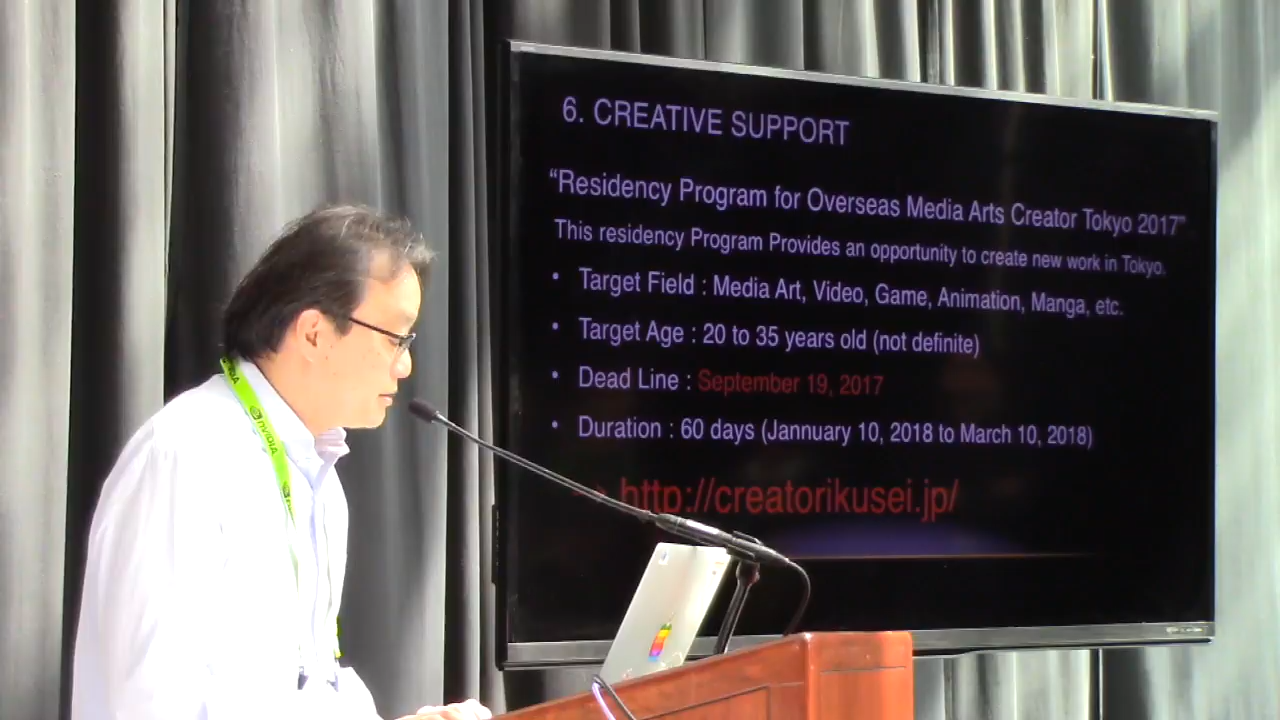 6. CREATIVE SUPPORT
“Residency Program for Overseas Media Arts Creator Tokyo 2017”
This residency Program Provides an opportunity to create new work in Tokyo.
• Target Field : Media Art, Video, Game, Animation, Manga, etc.
• Target Age : 20 to 35 years old (not definite)
• Dead Line : September 19, 2017
• Duration : 60 days (Jannuary 10, 2018 to March 10, 2018)
http://creatorikusei.jp/
nVIDIA